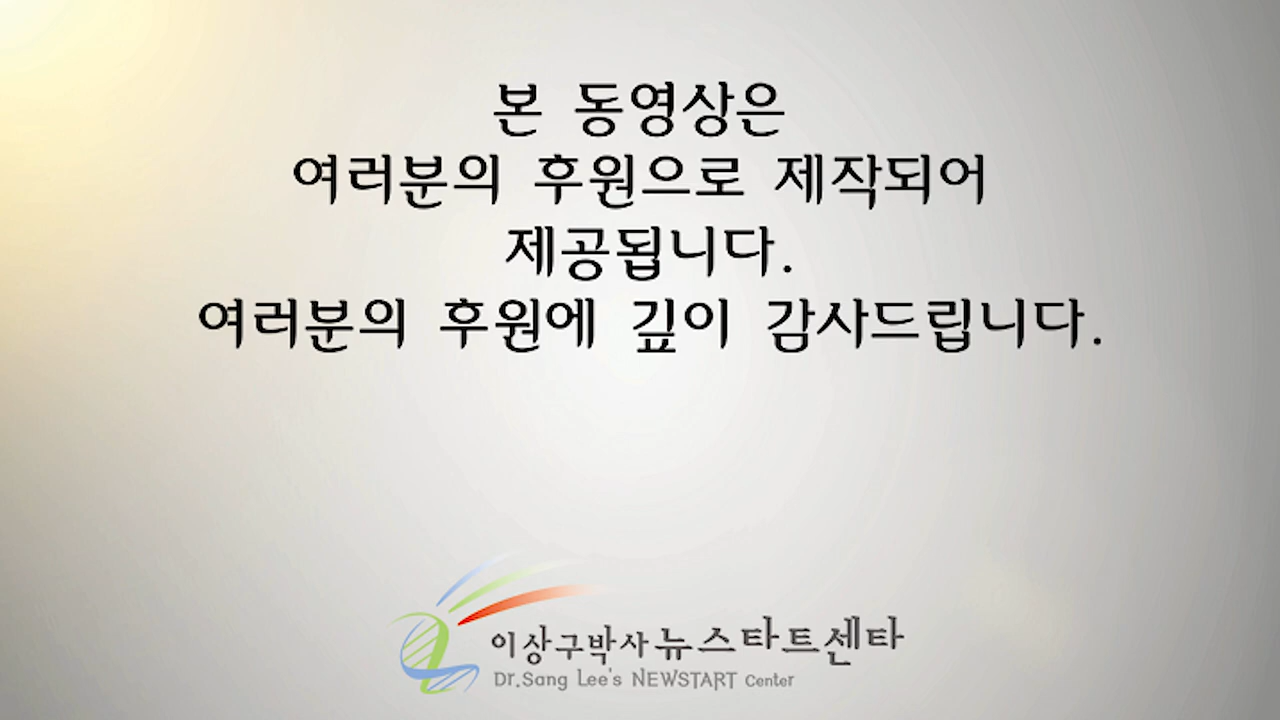 본 동영상은
여러분의 후원으로 제작되어
제공됩니다.
여러분의 후원에 깊이 감사드립니다.
이상구박사 뉴스타트센타
Dr.Sang Lee's NEWSTART Center